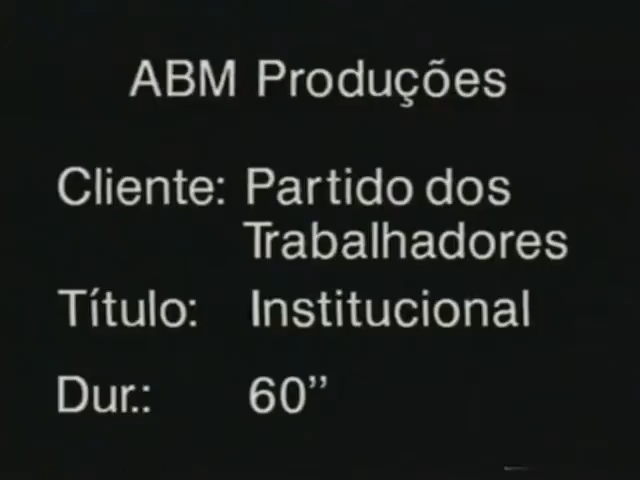 ABM Produções
Cliente: Partido dos
Trabalhadores
Título: Institucional
Dur.: 60”